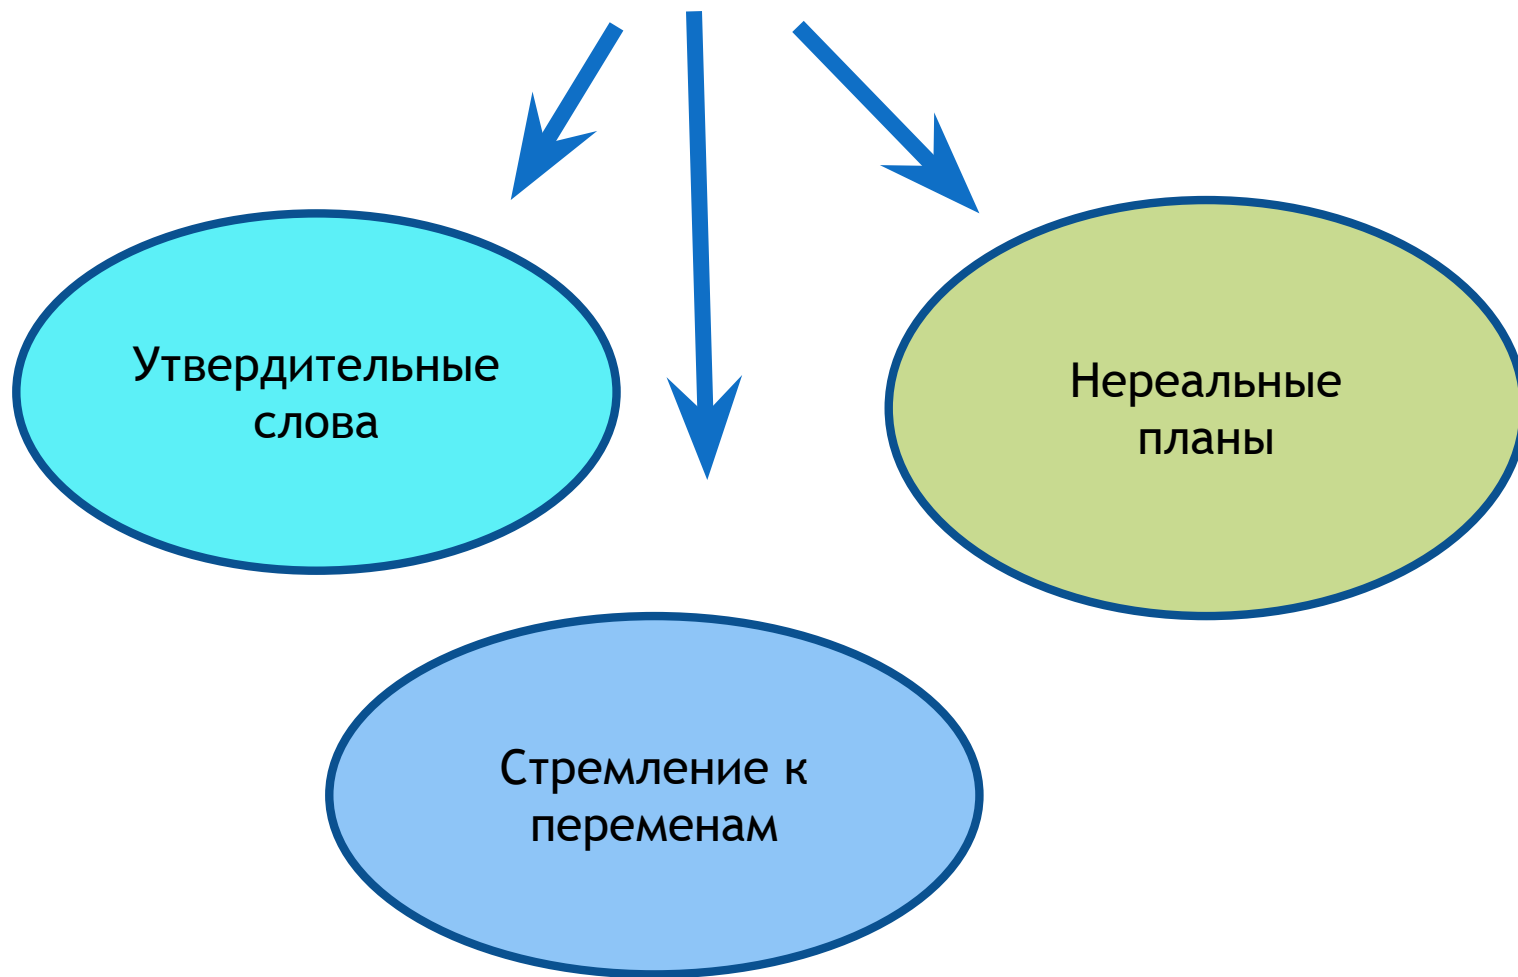 Утвердительные
слова
Нереальные
планы
Стремление к
переменам